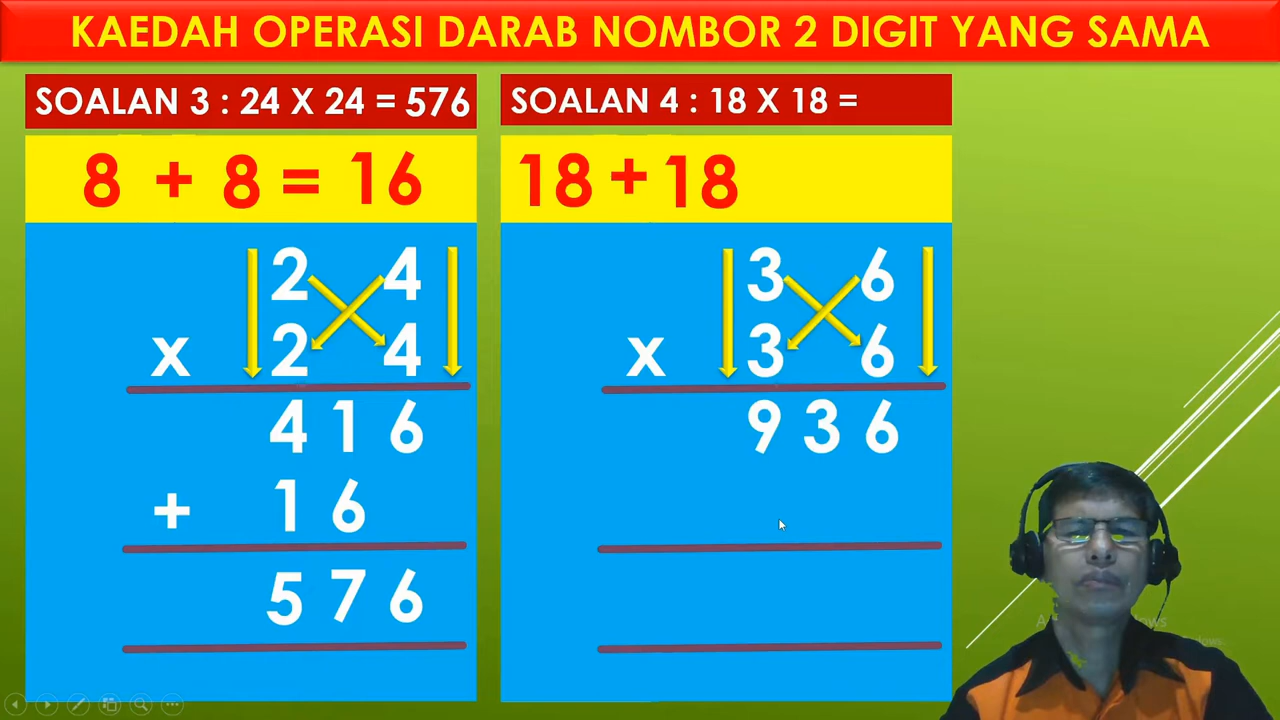 KAEDAH OPERASI DARAB NOMBOR 2 DIGIT YANG SAMA
SOALAN 3 : 24 X 24 = 576
8 + 8 = 16
2 4
x 2 4
4 1 6
+ 1 6
5 7 6
SOALAN 4 : 18 X 18 =
18 + 18
3 6
x 3 6
9 3 6